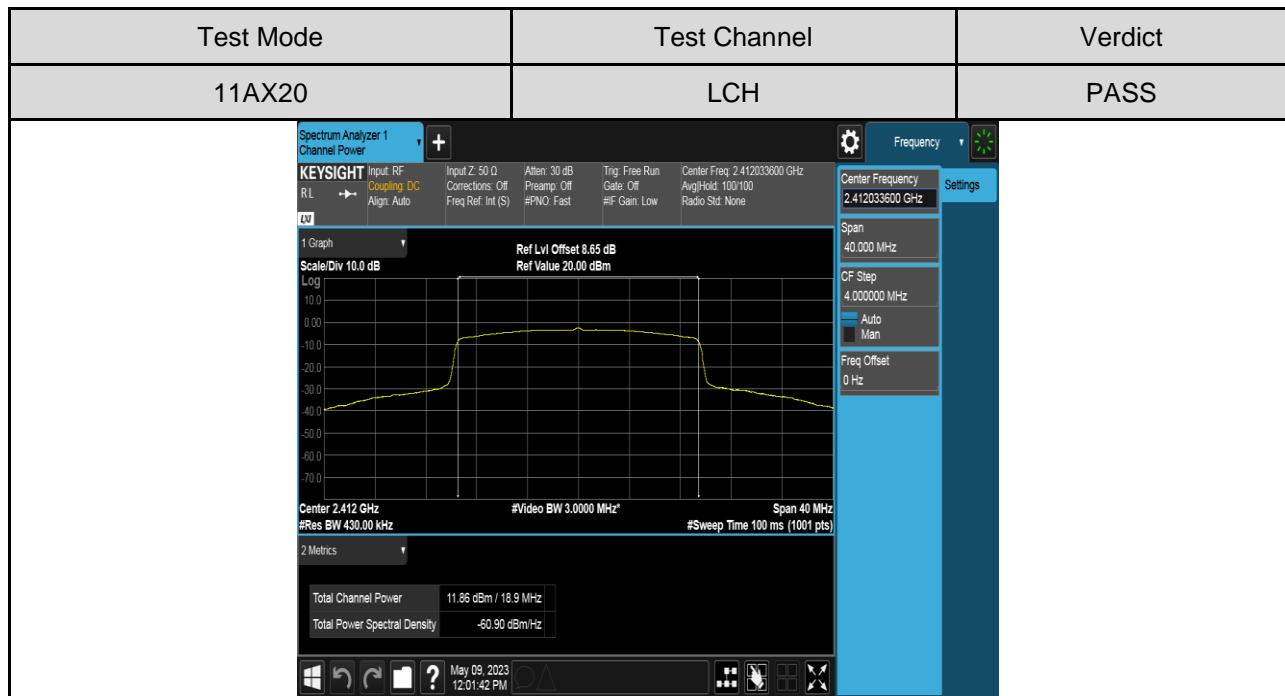 Test Mode Test Channel Verdict
11AX20 LCH PASS
Spectrum Analyzer 1
Channel Power
+
Frequency
KEYSIGHT
R L
LXI
Input: RF
Coupling: DC
Align: Auto
Input Z: 50 Ω
Corrections: Off
Freq Ref: Int (S)
Atten: 30 dB
Preamp: Off
#PNO: Fast
Trig: Free Run
Gate: Off
#IF Gain: Low
Center Freq: 2.412033600 GHz
Avg|Hold: 100/100
Radio Std: None
Center Frequency
2.412033600 GHz
Settings
Span
40.000 MHz
CF Step
4.000000 MHz
Auto
Man
Freq Offset
0 Hz
1 Graph
Scale/Div 10.0 dB
Ref Lvl Offset 8.65 dB
Ref Value 20.00 dBm
Log
10.0
0.00
-10.0
-20.0
-30.0
-40.0
-50.0
-60.0
-70.0
Center 2.412 GHz #Video BW 3.0000 MHz* Span 40 MHz
#Res BW 430.00 kHz #Sweep Time 100 ms (1001 pts)
2 Metrics
Total Channel Power 11.86 dBm / 18.9 MHz
Total Power Spectral Density -60.90 dBm/Hz
?
May 09, 2023
12:01:42 PM